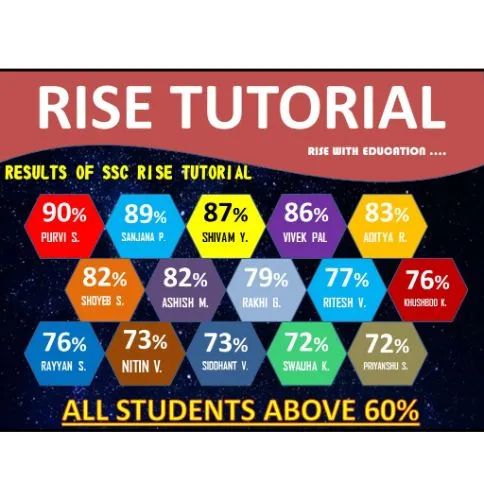 RISE TUTORIAL
RISE WITH EDUCATION ....
RESULTS OF SSC RISE TUTORIAL
90%
PURVI S.
89%
SANJANA P.
87%
SHIVAM Y.
86%
VIVEK PAL
83%
ADITYA R.
82%
SHOYEB S.
82%
ASHISH M.
79%
RAKHI G.
77%
RITESH V.
76%
KHUSHBOO K.
76%
RAYYAN S.
73%
NITIN V.
73%
SIDDHANT V.
72%
SWALIHA K.
72%
PRIYANSHU S.
ALL STUDENTS ABOVE 60%